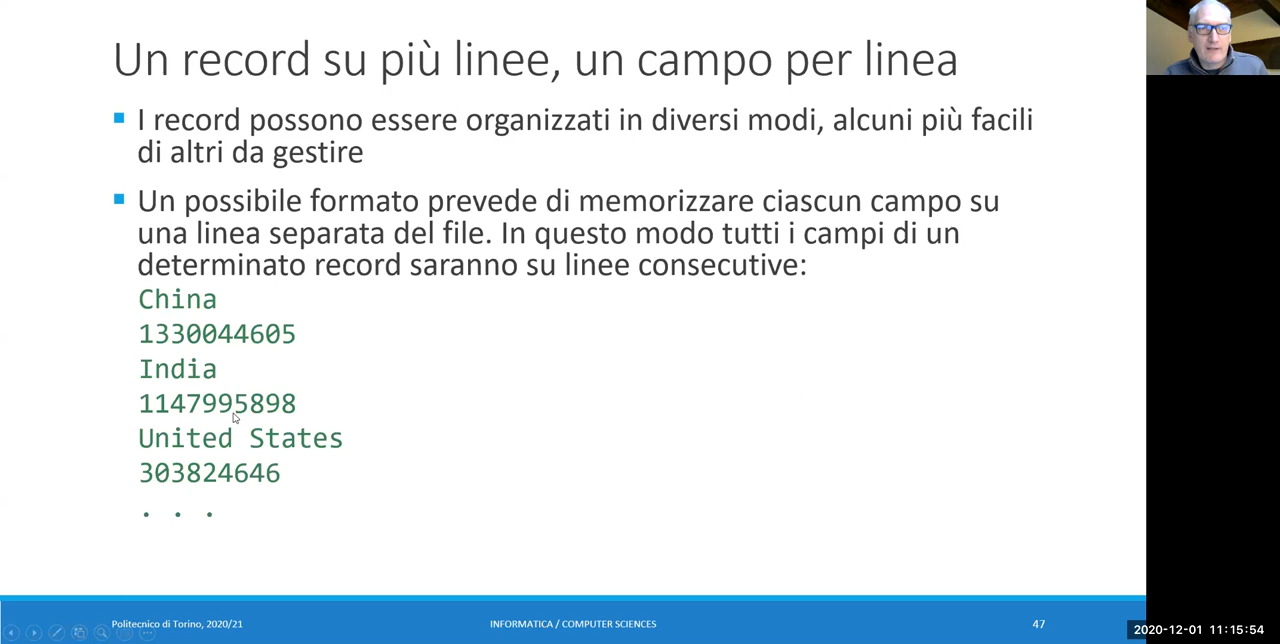 Un record su più linee, un campo per linea
I record possono essere organizzati in diversi modi, alcuni più facili
di altri da gestire
Un possibile formato prevede di memorizzare ciascun campo su
una linea separata del file. In questo modo tutti i campi di un
determinato record saranno su linee consecutive:
China
1330044605
India
1147995898
United States
303824646
. . .
Politecnico di Torino, 2020/21
INFORMATICA / COMPUTER SCIENCES
47
2020-12-01 11:15:54